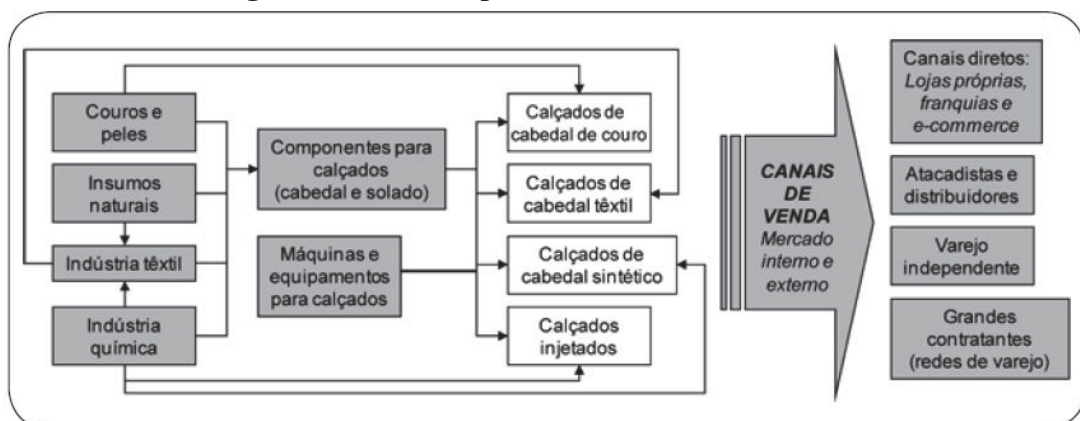 Couros e
peles
Insumos
naturais
Indústria têxtil
Indústria
química
Componentes para
calçados
(cabedal e solado)
Máquinas e
equipamentos
para calçados
Calçados de
cabedal de couro
Calçados de
cabedal têxtil
Calçados de
cabedal sintético
Calçados
injetados
CANAIS
DE
VENDA
Mercado
interno e
externo
Canais diretos:
Lojas próprias,
franquias e
e-commerce
Atacadistas e
distribuidores
Varejo
independente
Grandes
contratantes
(redes de varejo)